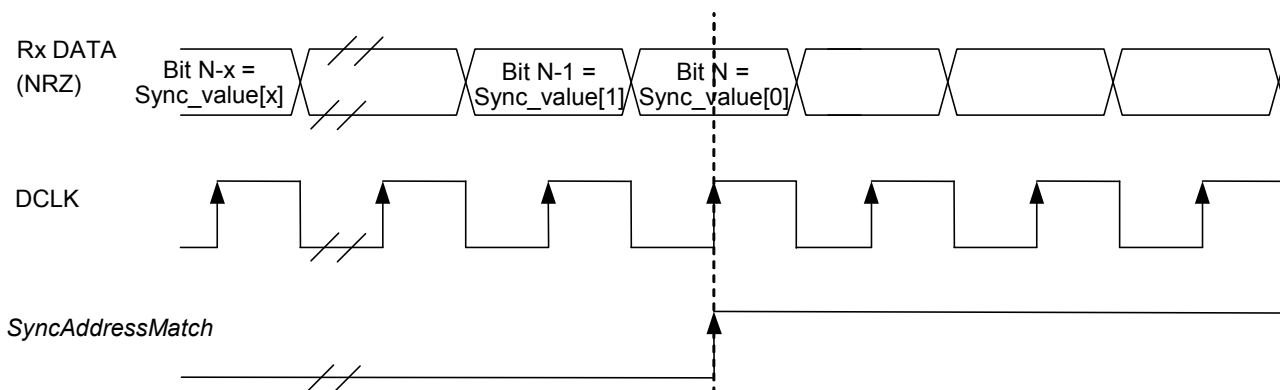 Rx DATA
(NRZ)
Bit N-x =
Sync_value[x]
Bit N-1 =
Sync_value[1]
Bit N =
Sync_value[0]
DCLK
SyncAddressMatch